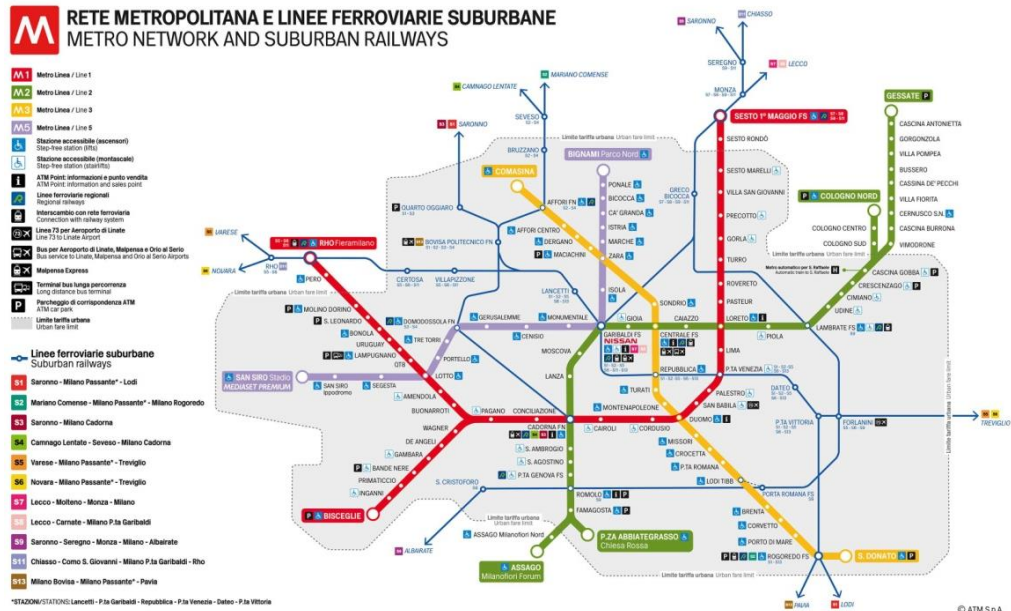 M
RETE METROPOLITANA E LINEE FERROVIARIE SUBURBANE
METRO NETWORK AND SUBURBAN RAILWAYS
M1 Metro Linea / Line 1
M2 Metro Linea / Line 2
M3 Metro Linea / Line 3
M5 Metro Linea / Line 5
Stazione accessibile (ascensori)
Step-free station (lifts)
Stazione accessibile (montascale)
Step-free station (stairlifts)
ATM Point: informazioni e punto vendita
ATM Point: information and sales point
Linee ferroviarie regionali
Regional railways
Interscambio con rete ferroviaria
Connection with railway system
Linea 73 per Aeroporto di Linate
Line 73 to Linate Airport
Bus per Aeroporto di Linate, Malpensa e Orio al Serio
Bus service to Linate, Malpensa and Orio al Serio Airports
Malpensa Express
Terminal bus lunga percorrenza
Long distance bus terminal
P
Parcheggio di corrispondenza ATM
ATM car park
Limite tariffa urbana
Urban fare limit
Linee ferroviarie suburbane
Suburban railways
S1 Saronno - Milano Passante* - Lodi
S2 Mariano Comense - Milano Passante* - Milano Rogoredo
S3 Saronno - Milano Cadorna
S4 Camnago Lentate - Seveso - Milano Cadorna
S5 Varese - Milano Passante* - Treviglio
S6 Novara - Milano Passante* - Treviglio
S7 Lecco - Molteno - Monza - Milano
S8 Lecco - Carnate - Milano P.ta Garibaldi
S9 Saronno - Seregno - Monza - Milano - Albairate
S11 Chiasso - Como S. Giovanni - Milano P.ta Garibaldi - Rho
S13 Milano Bovisa - Milano Passante* - Pavia
*STAZIONI/STATIONS: Lancetti - P.ta Garibaldi - Repubblica - P.ta Venezia - Dateo - P.ta Vittoria
SARONNO
CHIASSO
SEREGNO
LECCO
MONZA
CAMNAGO LENTATE
MARIANO COMENSE
SEVESO
BRUZZANO
SARONNO
QUARTO OGGIARO
BOVISA POLITECNICO FN
VARESE
NOVARA
RHO
CERTOSA
VILLAPIZZONE
LANCETTI
GRECO
BICOCCA
Limite tariffa urbana Urban fare limit
SESTO 1º MAGGIO FS
SESTO RONDÒ
SESTO MARELLI
VILLA SAN GIOVANNI
PRECOTTO
GORLA
TURRO
ROVERETO
PASTEUR
LORETO
LIMA
P.TA VENEZIA
PALESTRO
SAN BABILA
DUOMO
CORDUSIO
CAIROLI
CADORNA FN
CONCILIAZIONE
PAGANO
BUONARROTI
AMENDOLA
LOTTO
QT8
LAMPUGNANO
URUGUAY
BONOLA
S. LEONARDO
MOLINO DORINO
PERO
RHO Fieramilano
WAGNER
DE ANGELI
GAMBARA
BANDE NERE
PRIMATICCIO
INGANNI
BISCEGLIE
GESSATE
CASCINA ANTONIETTA
GORGONZOLA
VILLA POMPEA
BUSSERO
CASSINA DE' PECCHI
VILLA FIORITA
CERNUSCO S.N.
CASCINA BURRONA
VIMODRONE
COLOGNO NORD
COLOGNO CENTRO
COLOGNO SUD
Metro automatico per S. Raffaele
Automatic train to S. Raffaele
CASCINA GOBBA
CRESCENZAGO
CIMIANO
UDINE
LAMBRATE FS
PIOLA
CAIAZZO
CENTRALE FS
GIOIA
GARIBALDI FS
NISSAN
MOSCOVA
LANZA
S. AMBROGIO
S. AGOSTINO
P.TA GENOVA FS
ROMOLO
FAMAGOSTA
P.ZA ABBIATEGRASSO
Chiesa Rossa
ASSAGO Milanofiori Nord
ASSAGO
Milanofiori Forum
COMASINA
AFFORI FN
AFFORI CENTRO
DERGANO
MACIACHINI
ZARA
SONDRIO
REPUBBLICA
TURATI
MONTENAPOLEONE
MISSORI
CROCETTA
P.TA ROMANA
LODI TIBB
BRENTA
CORVETTO
PORTO DI MARE
ROGOREDO FS
S. DONATO
BIGNAMI Parco Nord
PONALE
BICOCCA
CA' GRANDA
ISTRIA
MARCHE
ISOLA
MONUMENTALE
CENISIO
GERUSALEMME
DOMODOSSOLA FN
TRE TORRI
PORTELLO
SEGESTA
SAN SIRO
Ippodromo
SAN SIRO Stadio
MEDIASET PREMIUM
DATEO
P.TA VITTORIA
FORLANINI
TREVIGLIO
PORTA ROMANA FS
S. CRISTOFORO
ALBAIRATE
PAVIA
LODI
Limite tariffa urbana
Urban fare limit
© ATM S.p.A.